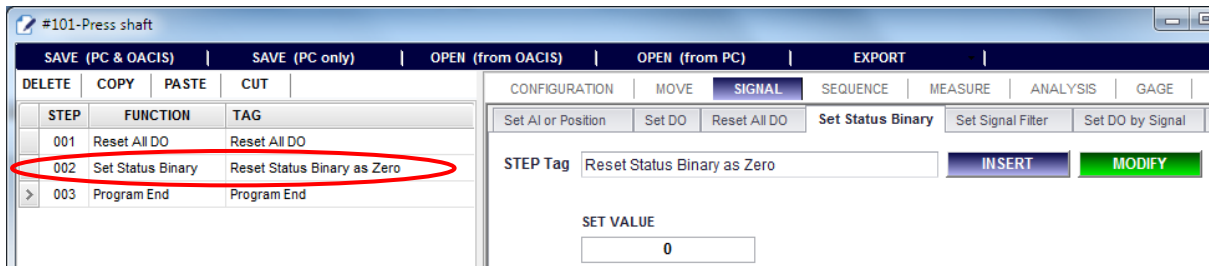 #101-Press shaft
SAVE (PC & OACIS) | SAVE (PC only) | OPEN (from OACIS) | OPEN (from PC) | EXPORT |
DELETE | COPY | PASTE | CUT |
CONFIGURATION | MOVE | SIGNAL | SEQUENCE | MEASURE | ANALYSIS | GAGE |
STEP FUNCTION TAG
Set AI or Position Set DO Reset All DO Set Status Binary Set Signal Filter Set DO by Signal
001 Reset All DO Reset All DO
002 Set Status Binary Reset Status Binary as Zero
> 003 Program End Program End
STEP Tag Reset Status Binary as Zero INSERT MODIFY
SET VALUE
0